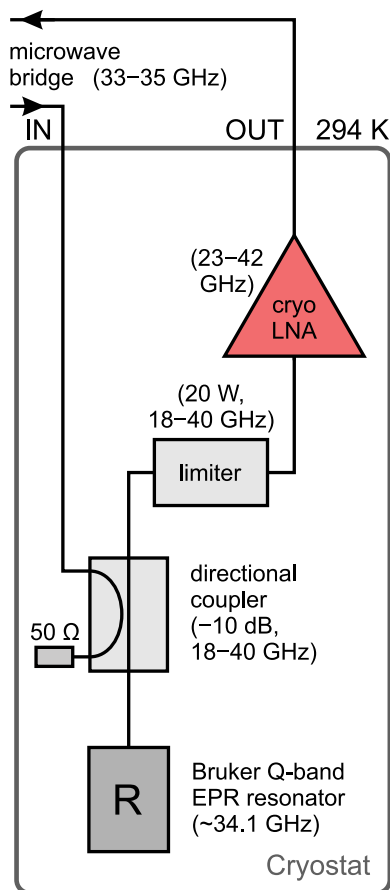 microwave
bridge (33–35 GHz)
IN
OUT
294 K
(23–42
GHz)
cryo
LNA
(20 W,
18–40 GHz)
limiter
directional
coupler
(−10 dB,
18–40 GHz)
50 Ω
R
Bruker Q-band
EPR resonator
(~34.1 GHz)
Cryostat